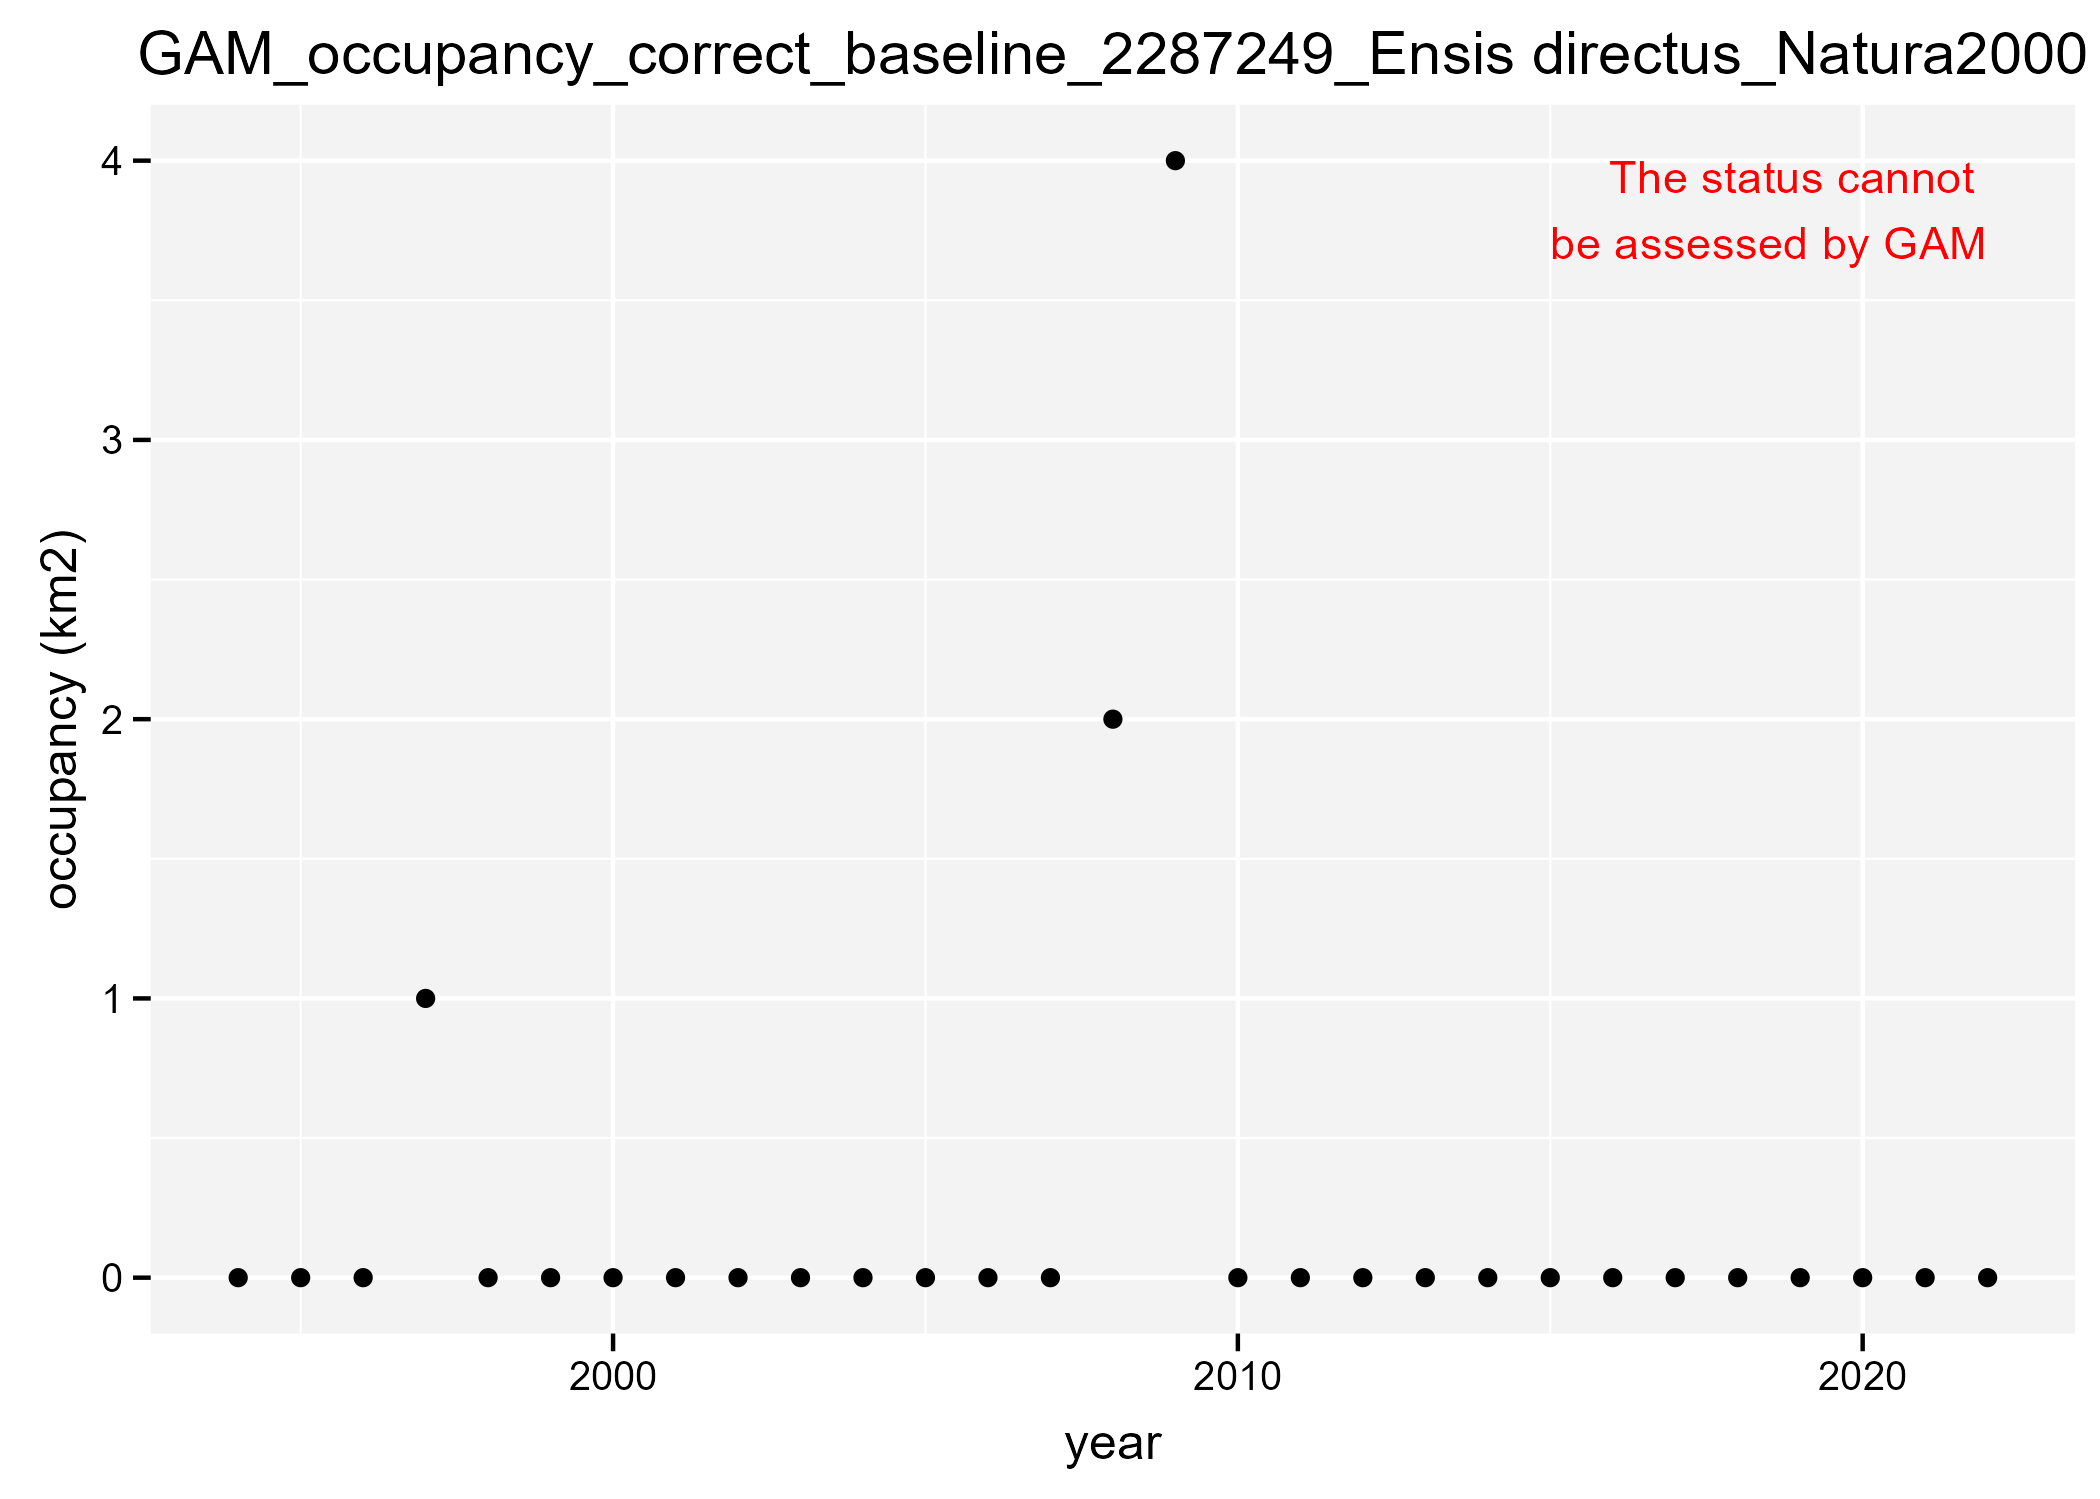 GAM_occupancy_correct_baseline_2287249_Ensis directus_Natura2000
The status cannot
be assessed by GAM
4
3
2
1
0
occupancy (km2)
2000 2010 2020
year